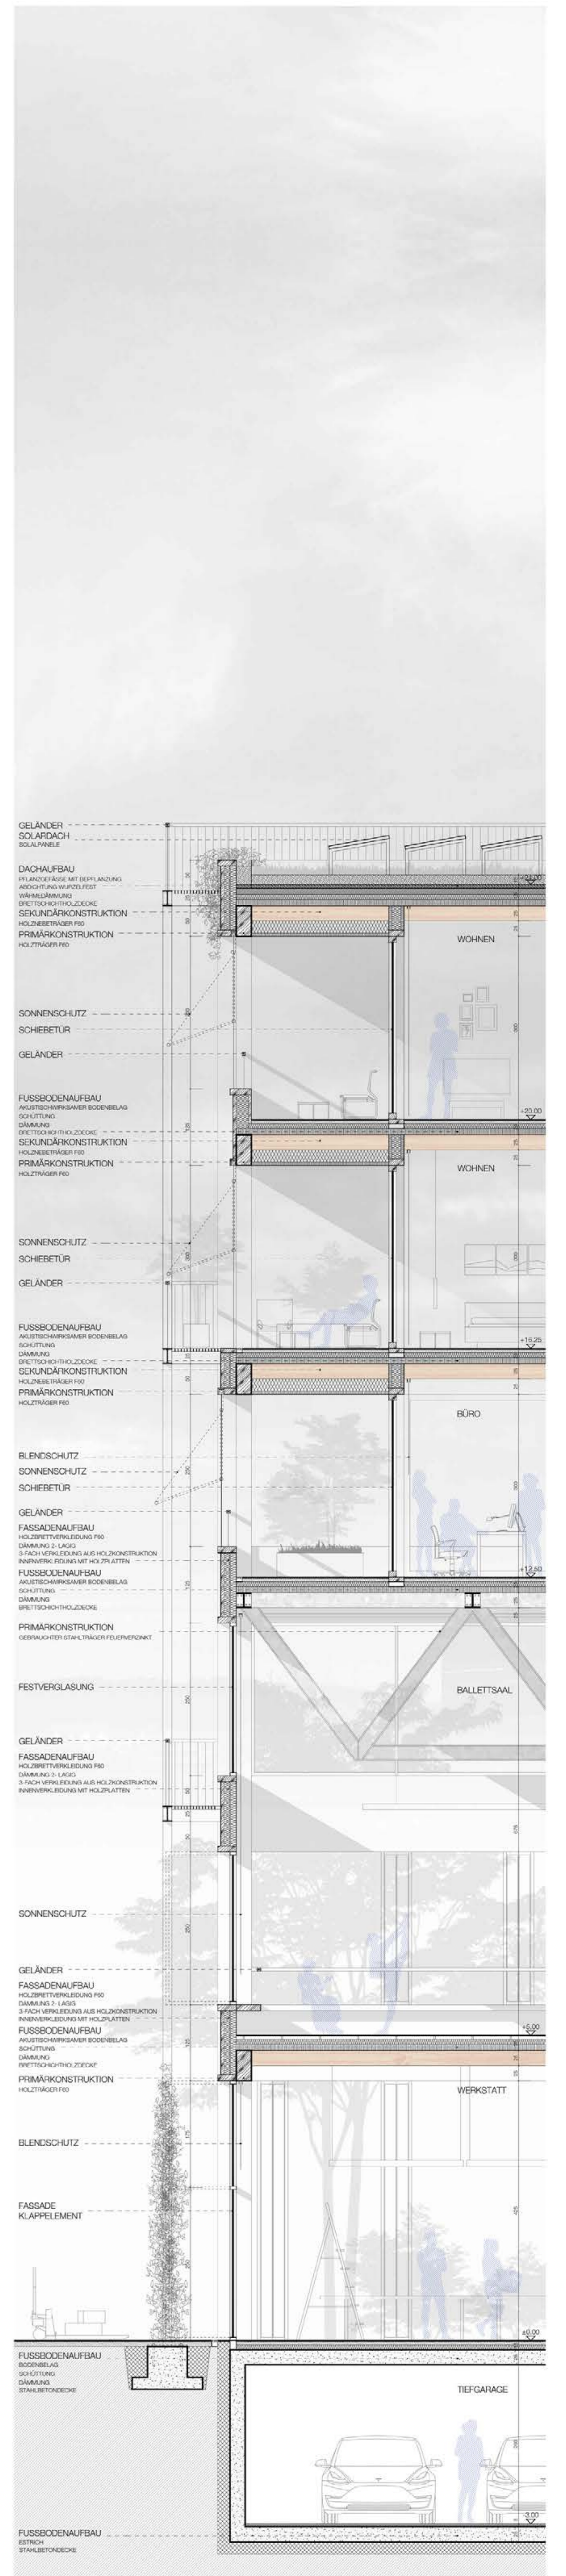 GELÄNDER
SOLARDACH
SOLALPANELE
DACHAUFBAU
PFLANZGEFÄSSE MIT BEPFLANZUNG
ABDICHTUNG WURZELFEST
WÄRMEDÄMMUNG
BRETTSCHICHTHOLZDECKE
SEKUNDÄRKONSTRUKTION
HOLZNEBETRÄGER F60
PRIMÄRKONSTRUKTION
HOLZTRÄGER F60
WOHNEN
SONNENSCHUTZ
SCHIEBETÜR
GELÄNDER
FUSSBODENAUFBAU
AKUSTISCHWIRKSAMER BODENBELAG
SCHÜTTUNG
DÄMMUNG
BRETTSCHICHTHOLZDECKE
+20.00
SEKUNDÄRKONSTRUKTION
HOLZNEBETRÄGER F60
PRIMÄRKONSTRUKTION
HOLZTRÄGER F60
WOHNEN
SONNENSCHUTZ
SCHIEBETÜR
GELÄNDER
FUSSBODENAUFBAU
AKUSTISCHWIRKSAMER BODENBELAG
SCHÜTTUNG
DÄMMUNG
BRETTSCHICHTHOLZDECKE
+16.25
SEKUNDÄRKONSTRUKTION
HOLZNEBETRÄGER F60
PRIMÄRKONSTRUKTION
HOLZTRÄGER F60
BÜRO
BLENDSCHUTZ
SONNENSCHUTZ
SCHIEBETÜR
GELÄNDER
FASSADENAUFBAU
HOLZBRETTVERKLEIDUNG F60
DÄMMUNG 2- LAGIG
3-FACH VERKLEIDUNG AUS HOLZKONSTRUKTION
INNENVERKLEIDUNG MIT HOLZPLATTEN
FUSSBODENAUFBAU
AKUSTISCHWIRKSAMER BODENBELAG
SCHÜTTUNG
DÄMMUNG
BRETTSCHICHTHOLZDECKE
+12.50
PRIMÄRKONSTRUKTION
GEBRAUCHTER STAHLTRÄGER FEUERVERZINKT
FESTVERGLASUNG
BALLETTSAAL
GELÄNDER
FASSADENAUFBAU
HOLZBRETTVERKLEIDUNG F60
DÄMMUNG 2- LAGIG
3-FACH VERKLEIDUNG AUS HOLZKONSTRUKTION
INNENVERKLEIDUNG MIT HOLZPLATTEN
SONNENSCHUTZ
GELÄNDER
FASSADENAUFBAU
HOLZBRETTVERKLEIDUNG F60
DÄMMUNG 2- LAGIG
3-FACH VERKLEIDUNG AUS HOLZKONSTRUKTION
INNENVERKLEIDUNG MIT HOLZPLATTEN
FUSSBODENAUFBAU
AKUSTISCHWIRKSAMER BODENBELAG
SCHÜTTUNG
DÄMMUNG
BRETTSCHICHTHOLZDECKE
+5.00
PRIMÄRKONSTRUKTION
HOLZTRÄGER F60
WERKSTATT
BLENDSCHUTZ
FASSADE
KLAPPELEMENT
±0.00
FUSSBODENAUFBAU
BODENBELAG
SCHÜTTUNG
DÄMMUNG
STAHLBETONDECKE
TIEFGARAGE
-3.00
FUSSBODENAUFBAU
ESTRICH
STAHLBETONDECKE